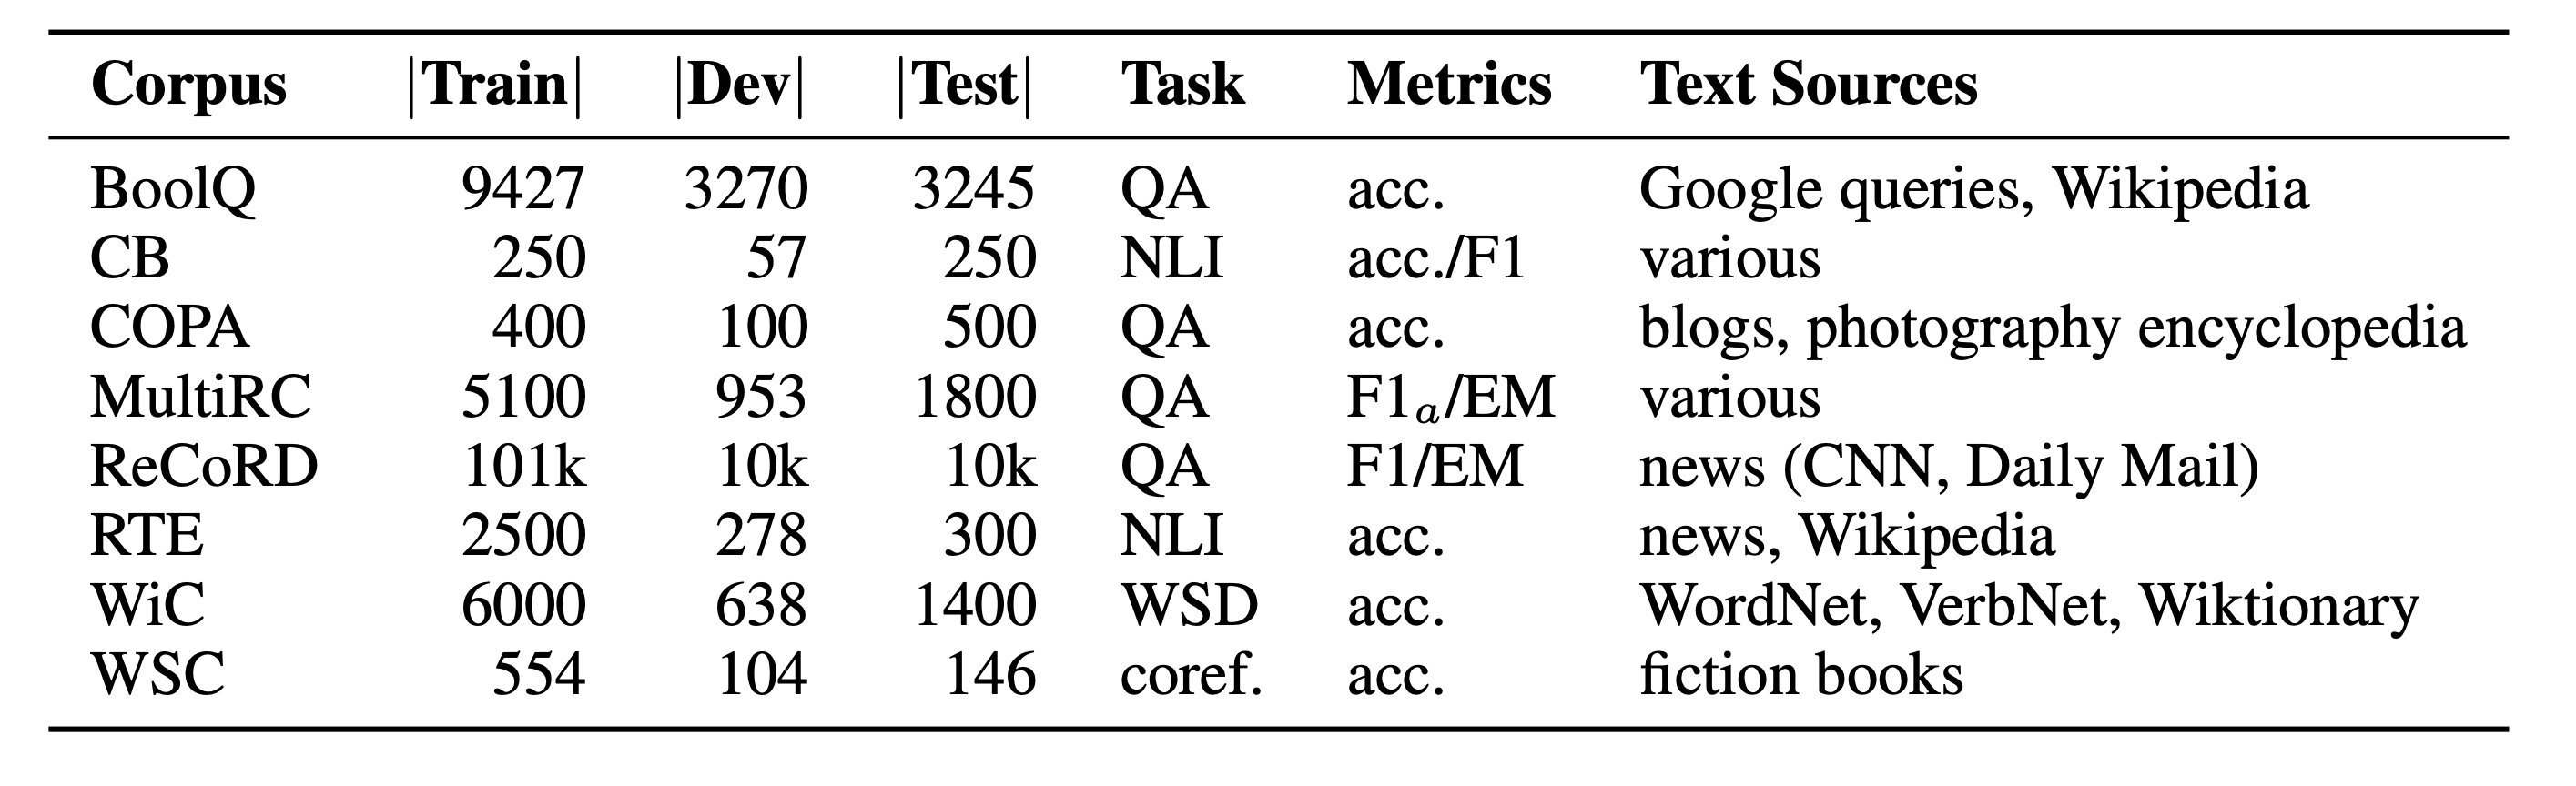 Corpus |Train| |Dev| |Test| Task Metrics Text Sources
BoolQ 9427 3270 3245 QA acc. Google queries, Wikipedia
CB 250 57 250 NLI acc./F1 various
COPA 400 100 500 QA acc. blogs, photography encyclopedia
MultiRC 5100 953 1800 QA F1a/EM various
ReCoRD 101k 10k 10k QA F1/EM news (CNN, Daily Mail)
RTE 2500 278 300 NLI acc. news, Wikipedia
WiC 6000 638 1400 WSD acc. WordNet, VerbNet, Wiktionary
WSC 554 104 146 coref. acc. fiction books